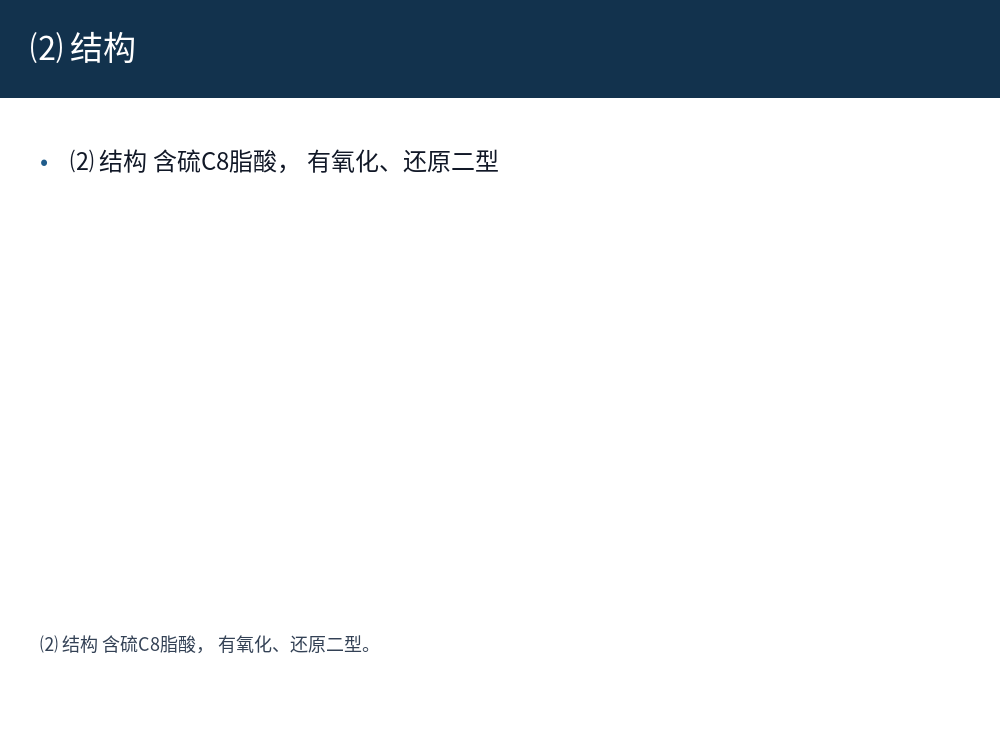 ⑵ 结构
• ⑵ 结构 含硫C8脂酸， 有氧化、还原二型
⑵ 结构 含硫C8脂酸， 有氧化、还原二型。